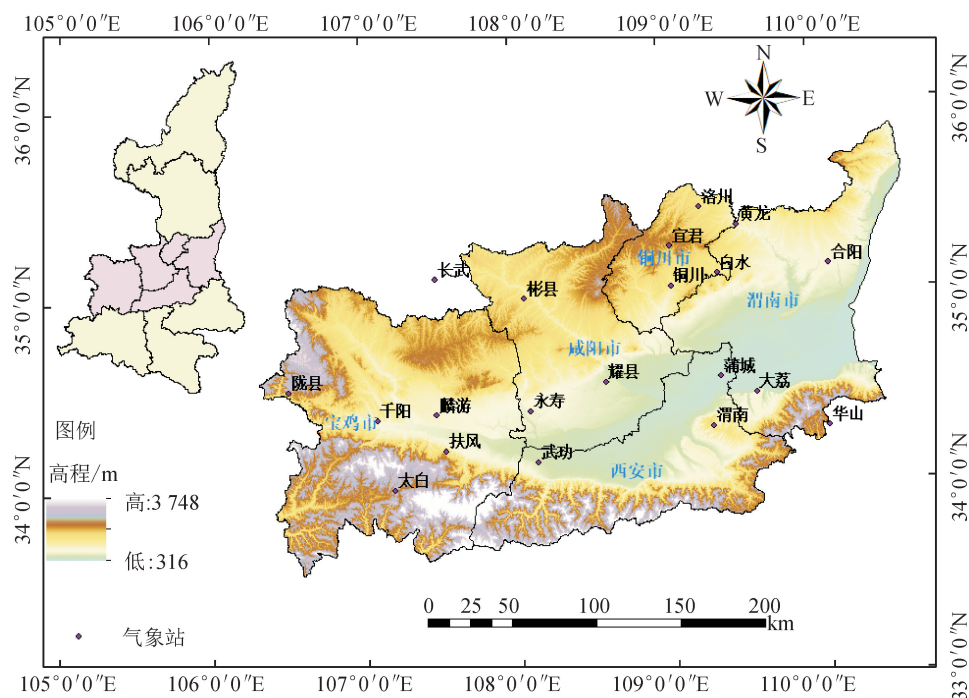 105°0′0″E 106°0′0″E 107°0′0″E 108°0′0″E 109°0′0″E 110°0′0″E
N
W E
S
36°0′0″N
36°0′0″N
洛州
黄龙
宜君
铜川市
合阳
白水
长武
铜川
彬县
渭南市
35°0′0″N
35°0′0″N
咸阳市
蒲城
耀县
大荔
陇县
永寿
麟游
千阳
华山
宝鸡市
渭南
图例
扶风
武功
高程/m
西安市
太白
高:3 748
34°0′0″N
34°0′0″N
低:316
0 25 50 100 150 200
km
气象站
33°0′0″N
105°0′0″E 106°0′0″E 107°0′0″E 108°0′0″E 109°0′0″E 110°0′0″E